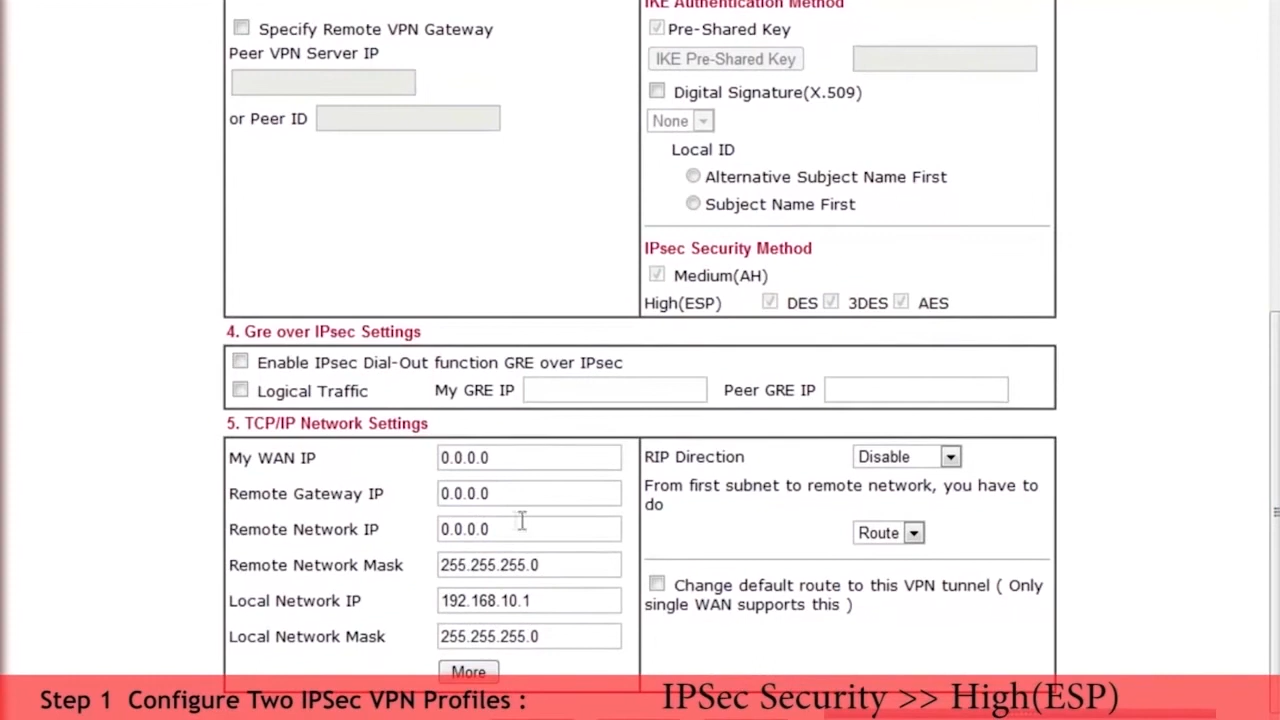 IKE Authentication Method
Specify Remote VPN Gateway
Peer VPN Server IP
or Peer ID
Pre-Shared Key
IKE Pre-Shared Key
Digital Signature(X.509)
None
Local ID
Alternative Subject Name First
Subject Name First
IPsec Security Method
Medium(AH)
High(ESP) DES 3DES AES
4. Gre over IPsec Settings
Enable IPsec Dial-Out function GRE over IPsec
Logical Traffic My GRE IP Peer GRE IP
5. TCP/IP Network Settings
My WAN IP 0.0.0.0
Remote Gateway IP 0.0.0.0
Remote Network IP 0.0.0.0
Remote Network Mask 255.255.255.0
Local Network IP 192.168.10.1
Local Network Mask 255.255.255.0
More
RIP Direction Disable
From first subnet to remote network, you have to
do
Route
Change default route to this VPN tunnel ( Only
single WAN supports this )
Step 1 Configure Two IPSec VPN Profiles : IPSec Security >> High(ESP)